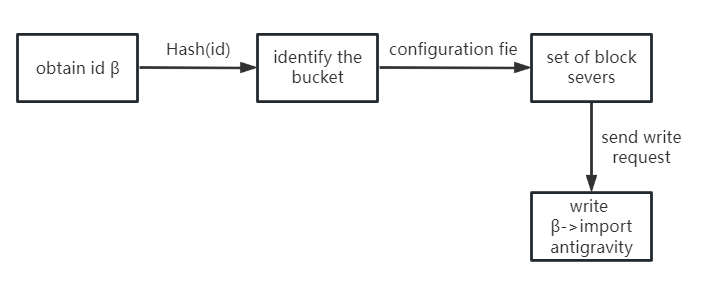 obtain id β
Hash(id)
identify the
bucket
configuration fie
set of block
severs
send write
request
write
β->import
antigravity